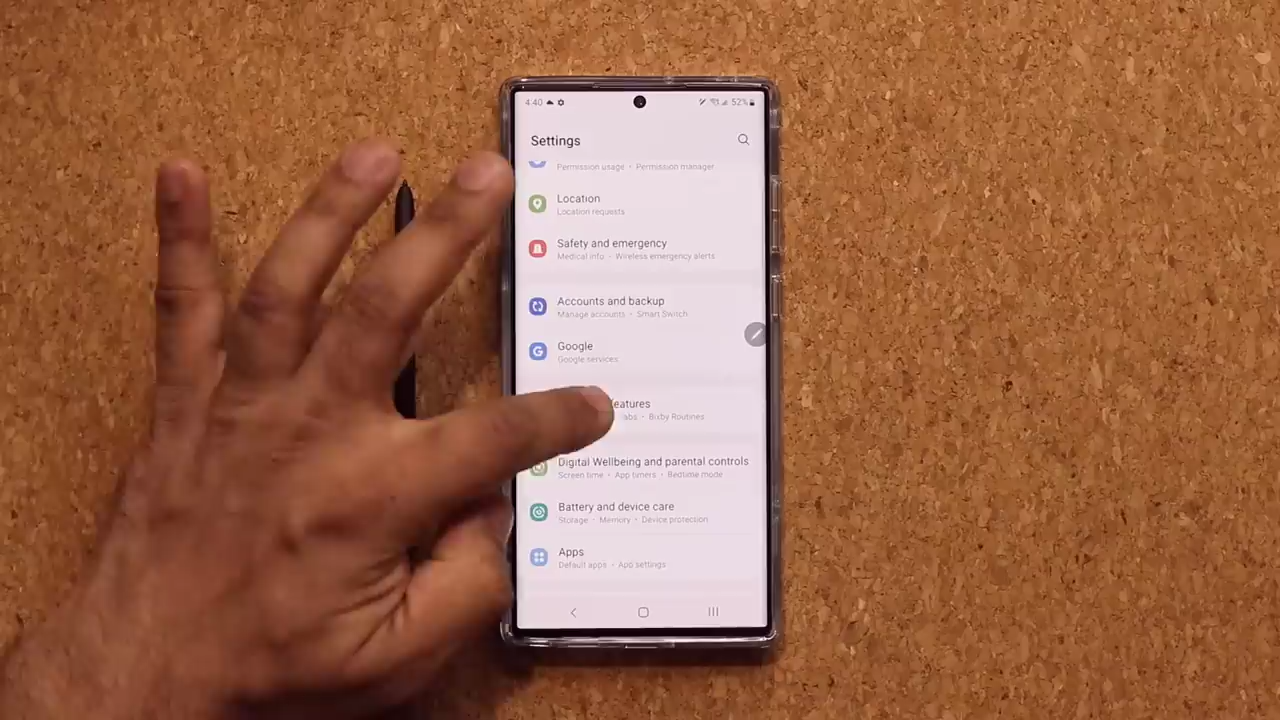 4:40
52%
Settings
Permission usage • Permission manager
Location
Location requests
Safety and emergency
Medical info • Wireless emergency alerts
Accounts and backup
Manage accounts • Smart Switch
Google
Google services
features
abs • Bixby Routines
Digital Wellbeing and parental controls
Screen time • App timers • Bedtime mode
Battery and device care
Storage • Memory • Device protection
Apps
Default apps • App settings